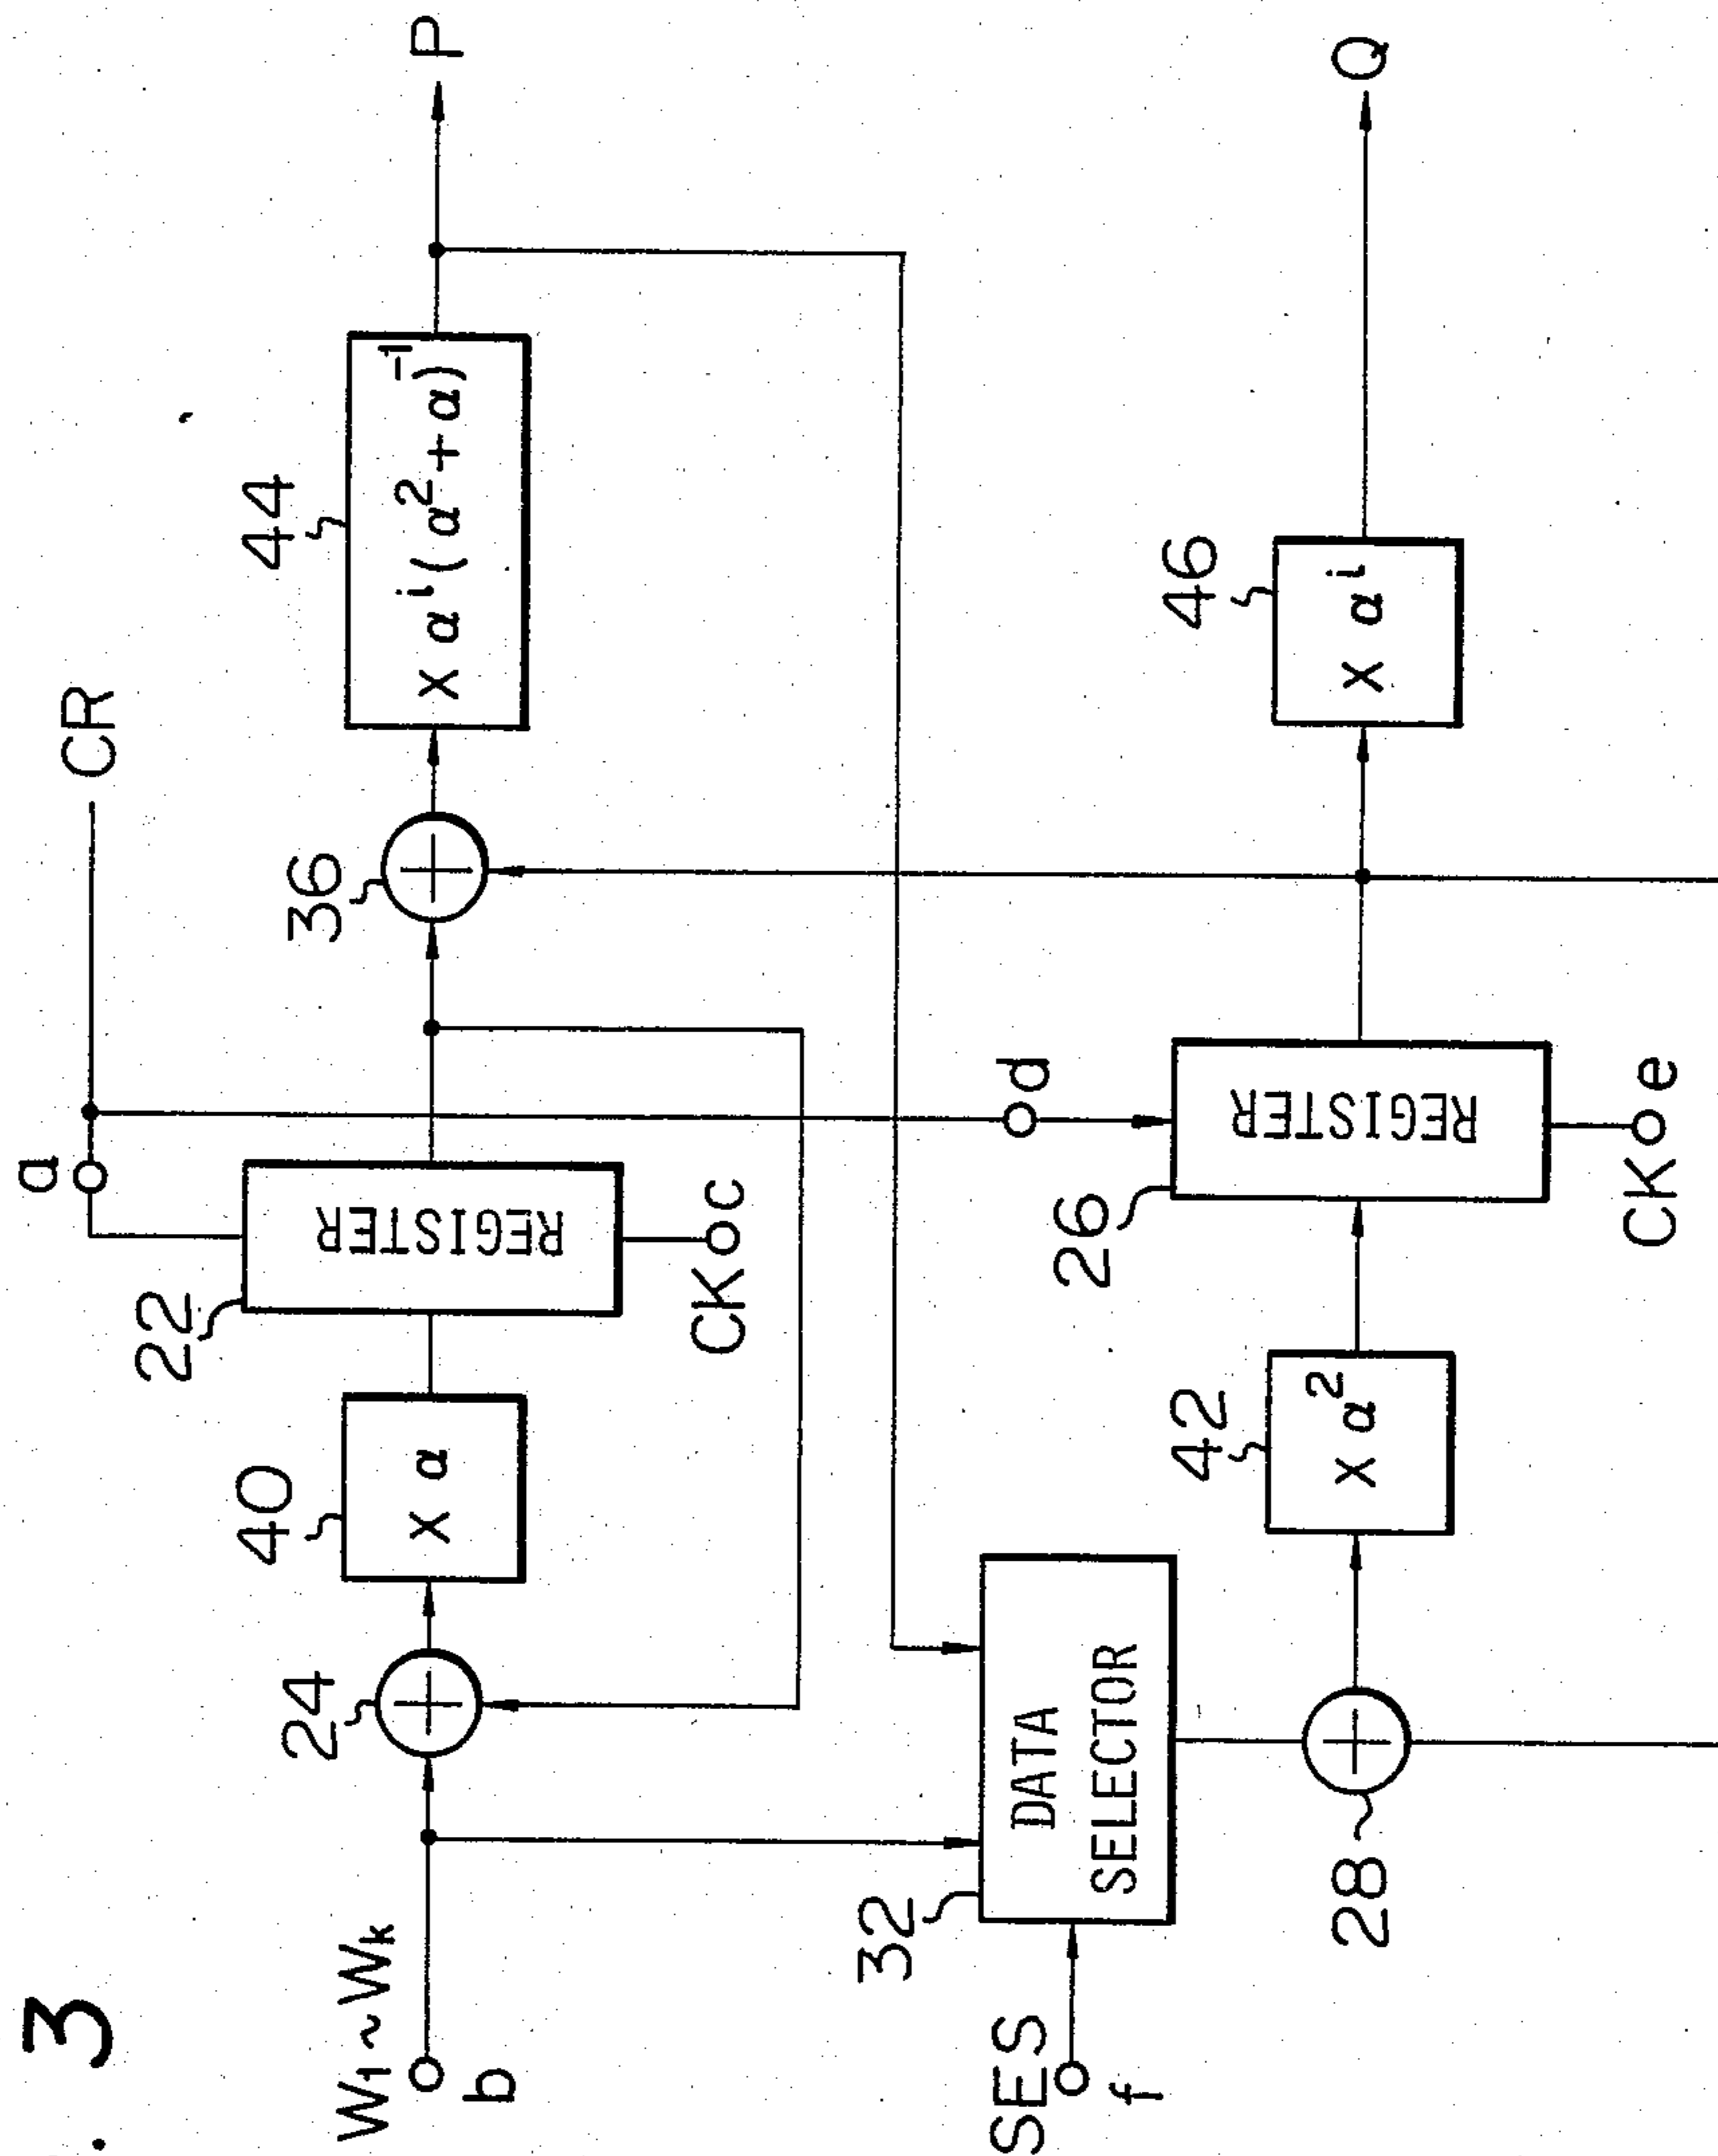 . 3
CR
a
P
W1~Wk
b
24
40
X α
22
REGISTER
CK
c
36
44
X α^i (α^2 + α)^-1
d
SES
f
32
DATA
SELECTOR
28
42
X α^2
26
REGISTER
CK
e
46
X α^i
Q